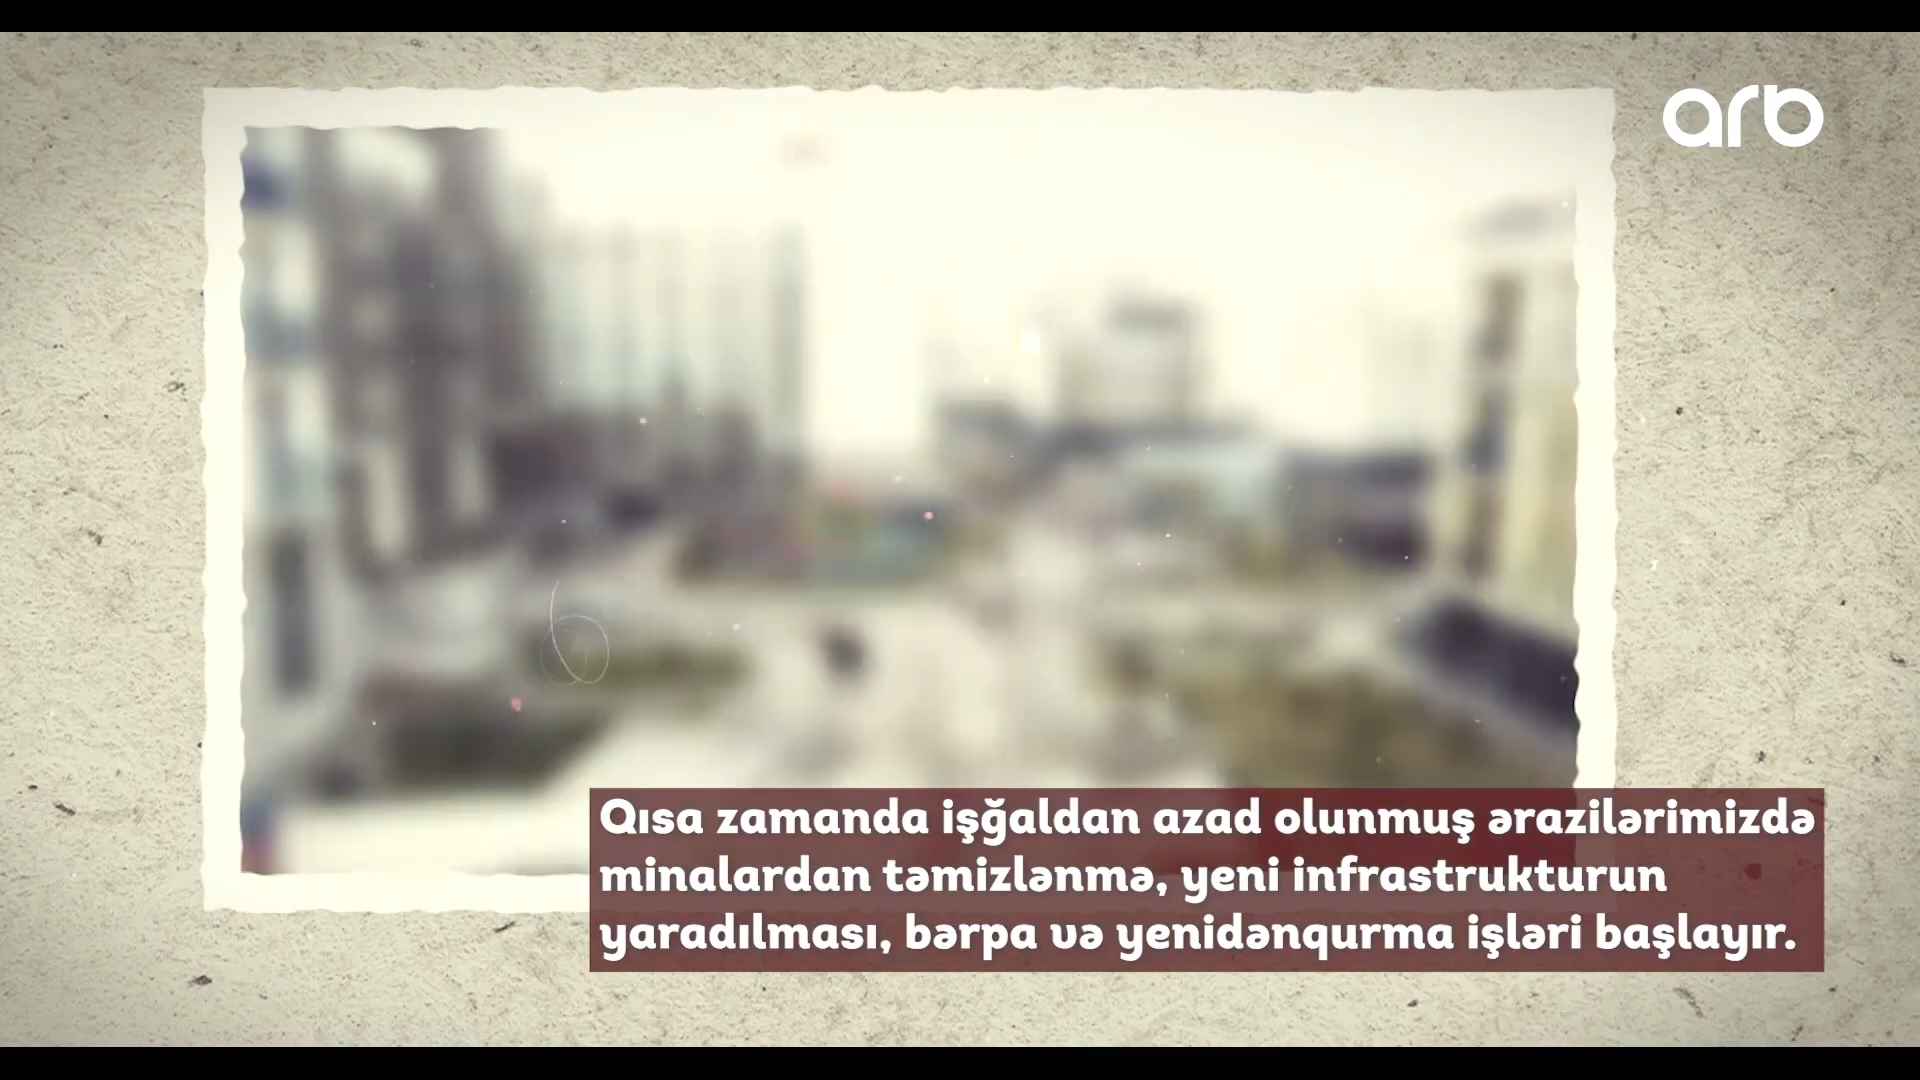 arb
Qısa zamanda işğaldan azad olunmuş ərazilərimizdə
minalardan təmizlənmə, yeni infrastrukturun
yaradılması, bərpa və yenidənqurma işləri başlayır.